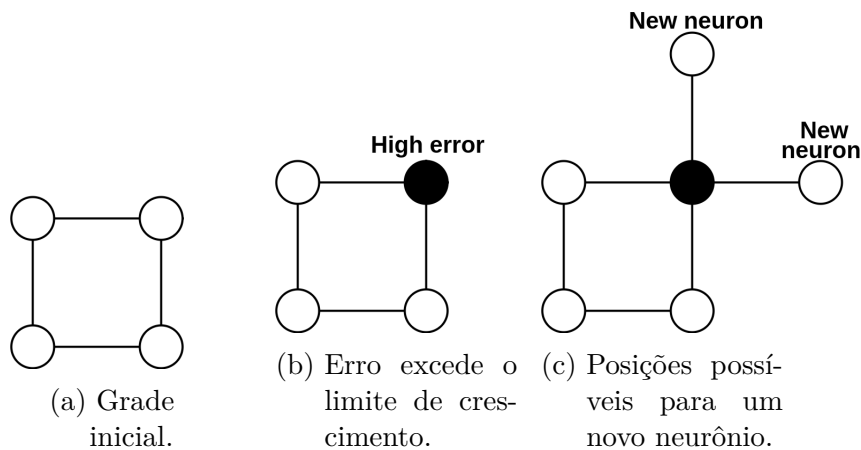 New neuron
New
neuron
High error
(a) Grade
inicial.
(b) Erro excede o
limite de cres-
cimento.
(c) Posições possí-
veis para um
novo neurônio.